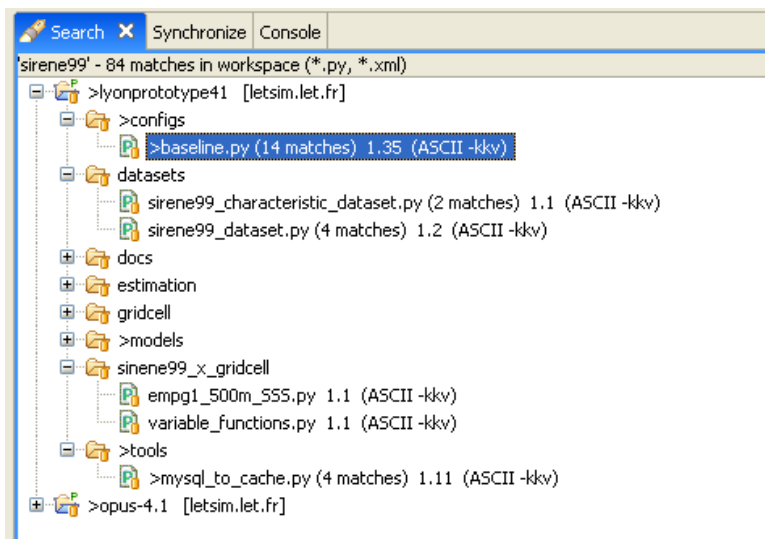 Search Synchronize Console
'sirene99' - 84 matches in workspace (*.py, *.xml)
>lyonprototype41 [letsim.let.fr]
>configs
>baseline.py (14 matches) 1.35 (ASCII -kkv)
datasets
sirene99_characteristic_dataset.py (2 matches) 1.1 (ASCII -kkv)
sirene99_dataset.py (4 matches) 1.2 (ASCII -kkv)
docs
estimation
gridcell
>models
sinene99_x_gridcell
empg1_500m_SSS.py 1.1 (ASCII -kkv)
variable_functions.py 1.1 (ASCII -kkv)
>tools
>mysql_to_cache.py (4 matches) 1.11 (ASCII -kkv)
>opus-4.1 [letsim.let.fr]